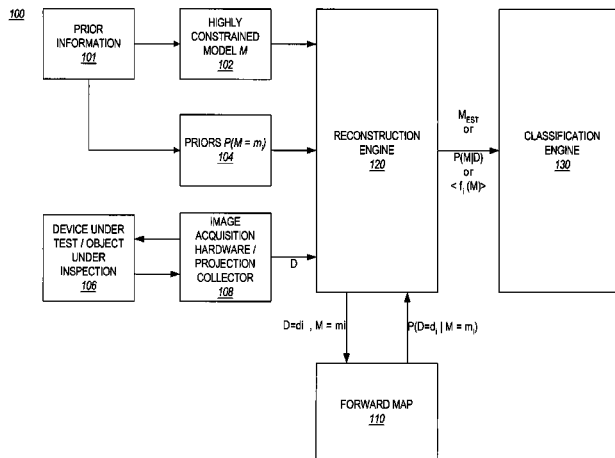 100
PRIOR
INFORMATION
101
HIGHLY
CONSTRAINED
MODEL M
102
PRIORS P(M = mi)
104
DEVICE UNDER
TEST / OBJECT
UNDER
INSPECTION
106
IMAGE
ACQUISITION
HARDWARE /
PROJECTION
COLLECTOR
108
D
RECONSTRUCTION
ENGINE
120
MEST
or
P(M|D)
or
< fi (M)>
CLASSIFICATION
ENGINE
130
D=di , M = mi
P(D=di | M = mi)
FORWARD MAP
110